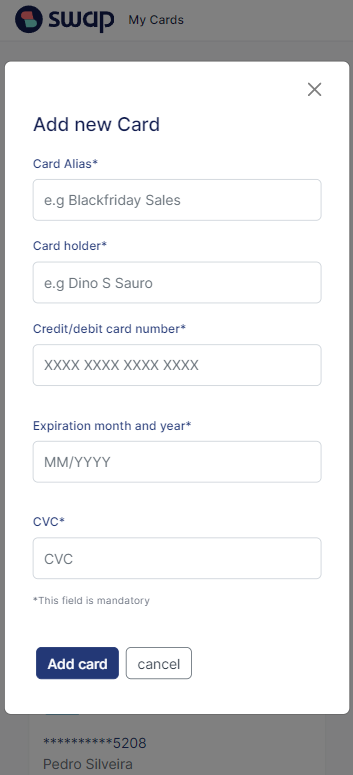 swap My Cards
Add new Card
Card Alias*
e.g Blackfriday Sales
Card holder*
e.g Dino S Sauro
Credit/debit card number*
XXXX XXXX XXXX XXXX
Expiration month and year*
MM/YYYY
CVC*
CVC
*This field is mandatory
Add card cancel
**********5208
Pedro Silveira